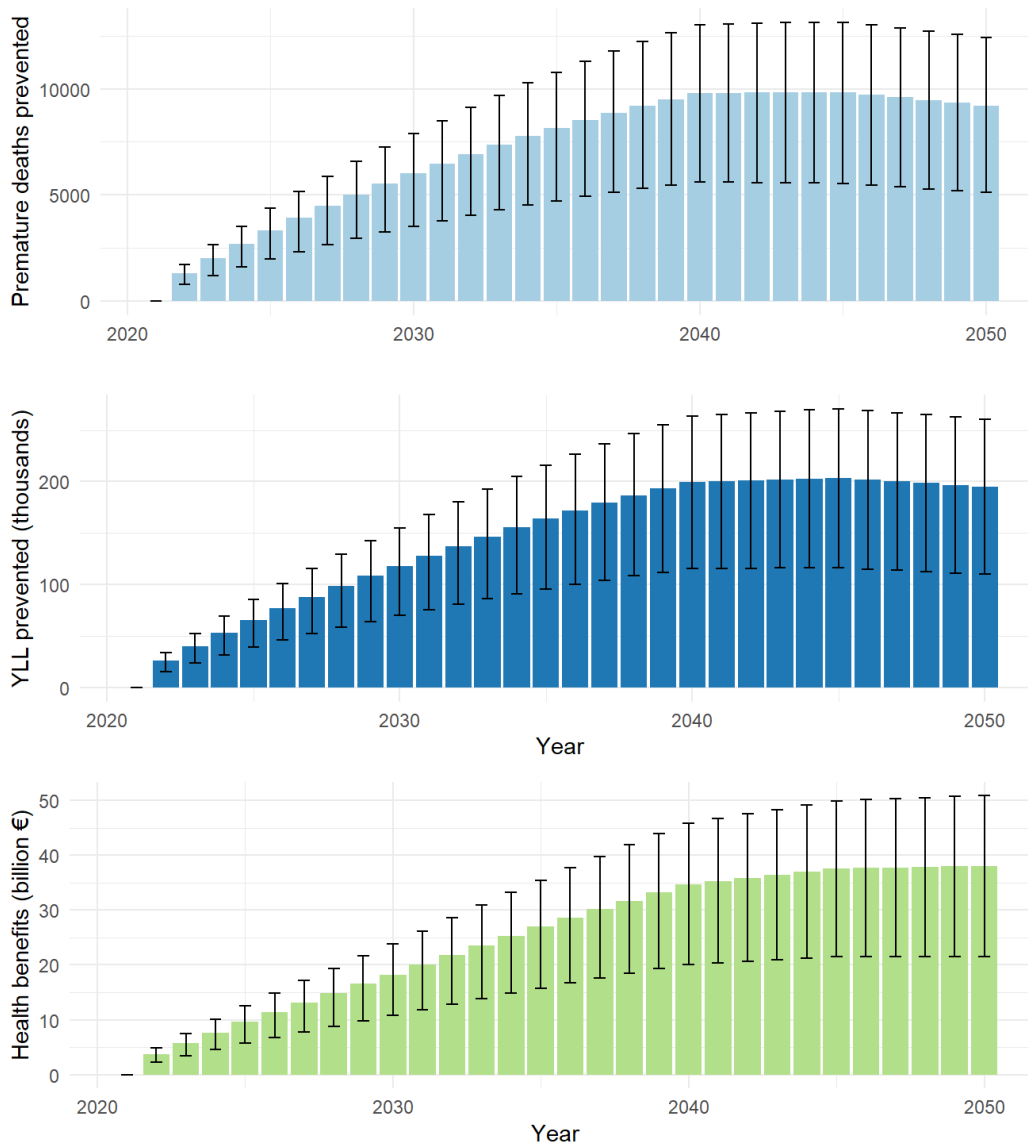 Premature deaths prevented
10000
5000
0
2020 2030 2040 2050
YLL prevented (thousands)
200
100
0
2020 2030 2040 2050
Year
Health benefits (billion €)
50
40
30
20
10
0
2020 2030 2040 2050
Year